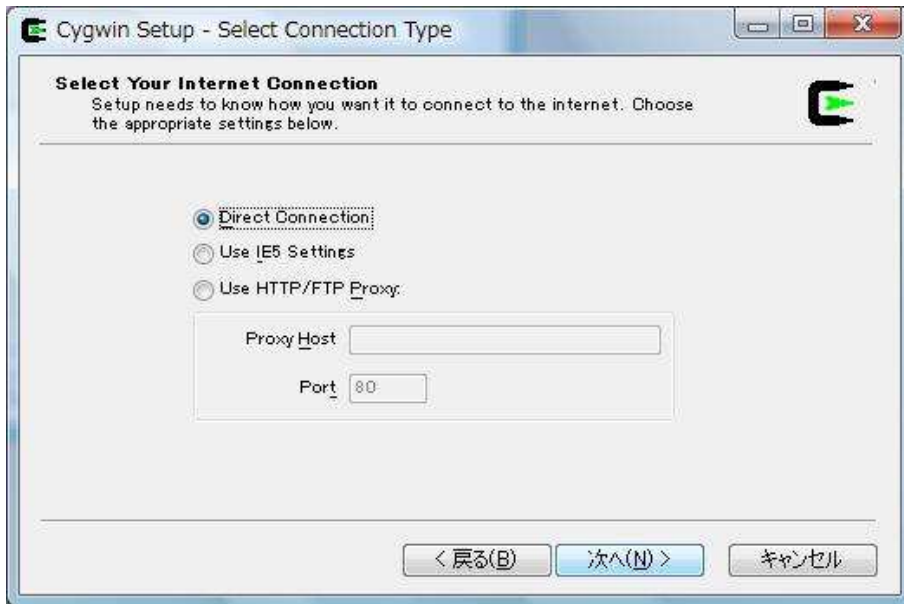 Cygwin Setup - Select Connection Type
Select Your Internet Connection
Setup needs to know how you want it to connect to the internet. Choose
the appropriate settings below.
Direct Connection
Use IE5 Settings
Use HTTP/FTP Proxy:
Proxy Host
Port 80
< 戻る(B) 次へ(N) > キャンセル